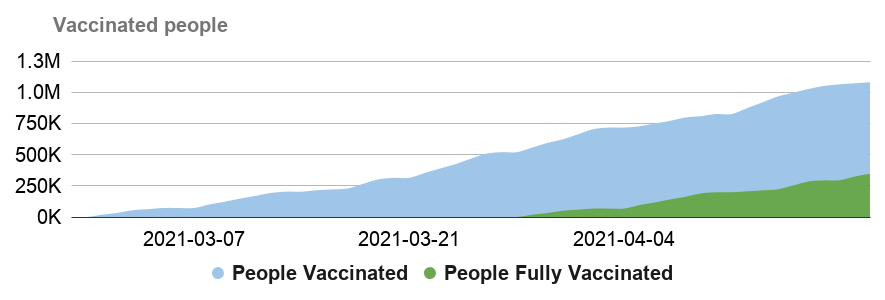 Vaccinated people
1.3M
1.0M
750K
500K
250K
0K
2021-03-07 2021-03-21 2021-04-04
People Vaccinated People Fully Vaccinated